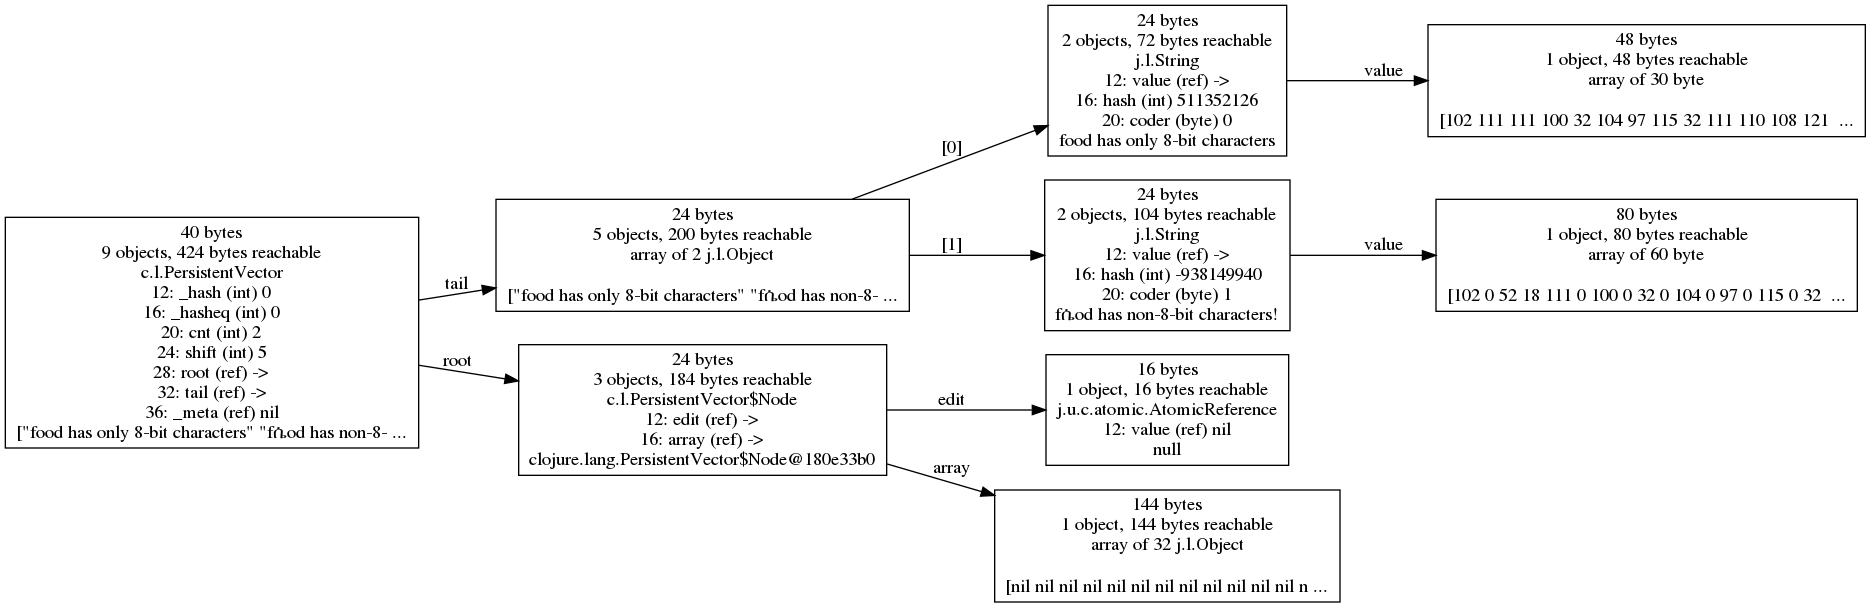 40 bytes
9 objects, 424 bytes reachable
c.l.PersistentVector
12: _hash (int) 0
16: _hasheq (int) 0
20: cnt (int) 2
24: shift (int) 5
28: root (ref) ->
32: tail (ref) ->
36: _meta (ref) nil
["food has only 8-bit characters" "fሴod has non-8- ...
tail
root
24 bytes
5 objects, 200 bytes reachable
array of 2 j.l.Object
["food has only 8-bit characters" "fሴod has non-8- ...
24 bytes
3 objects, 184 bytes reachable
c.l.PersistentVector$Node
12: edit (ref) ->
16: array (ref) ->
clojure.lang.PersistentVector$Node@180e33b0
[0]
[1]
edit
array
24 bytes
2 objects, 72 bytes reachable
j.l.String
12: value (ref) ->
16: hash (int) 511352126
20: coder (byte) 0
food has only 8-bit characters
value
48 bytes
1 object, 48 bytes reachable
array of 30 byte
[102 111 111 100 32 104 97 115 32 111 110 108 121 ...
24 bytes
2 objects, 104 bytes reachable
j.l.String
12: value (ref) ->
16: hash (int) -938149940
20: coder (byte) 1
fሴod has non-8-bit characters!
value
80 bytes
1 object, 80 bytes reachable
array of 60 byte
[102 0 52 18 111 0 100 0 32 0 104 0 97 0 115 0 32 ...
16 bytes
1 object, 16 bytes reachable
j.u.c.atomic.AtomicReference
12: value (ref) nil
null
144 bytes
1 object, 144 bytes reachable
array of 32 j.l.Object
[nil nil nil nil nil nil nil nil nil nil nil nil n ...